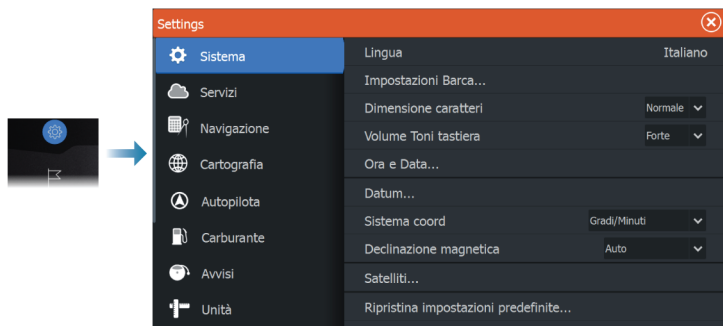 Settings
Sistema
Servizi
Navigazione
Cartografia
Autopilota
Carburante
Avvisi
Unità
Lingua Italiano
Impostazioni Barca...
Dimensione caratteri Normale
Volume Toni tastiera Forte
Ora e Data...
Datum...
Sistema coord Gradi/Minuti
Declinazione magnetica Auto
Satelliti...
Ripristina impostazioni predefinite...